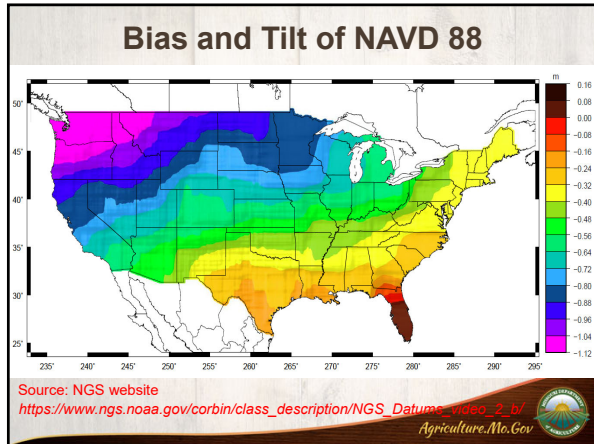 Bias and Tilt of NAVD 88
m
50˚
45˚
40˚
35˚
30˚
25˚
0.16
0.08
0.00
-0.08
-0.16
-0.24
-0.32
-0.40
-0.48
-0.56
-0.64
-0.72
-0.80
-0.88
-0.96
-1.04
-1.12
235˚ 240˚ 245˚ 250˚ 255˚ 260˚ 265˚ 270˚ 275˚ 280˚ 285˚ 290˚ 295˚
Source: NGS website
https://www.ngs.noaa.gov/corbin/class_description/NGS_Datums_video_2_b/
Agriculture.Mo.Gov
MISSOURI DEPARTMENT
AGRICULTURE